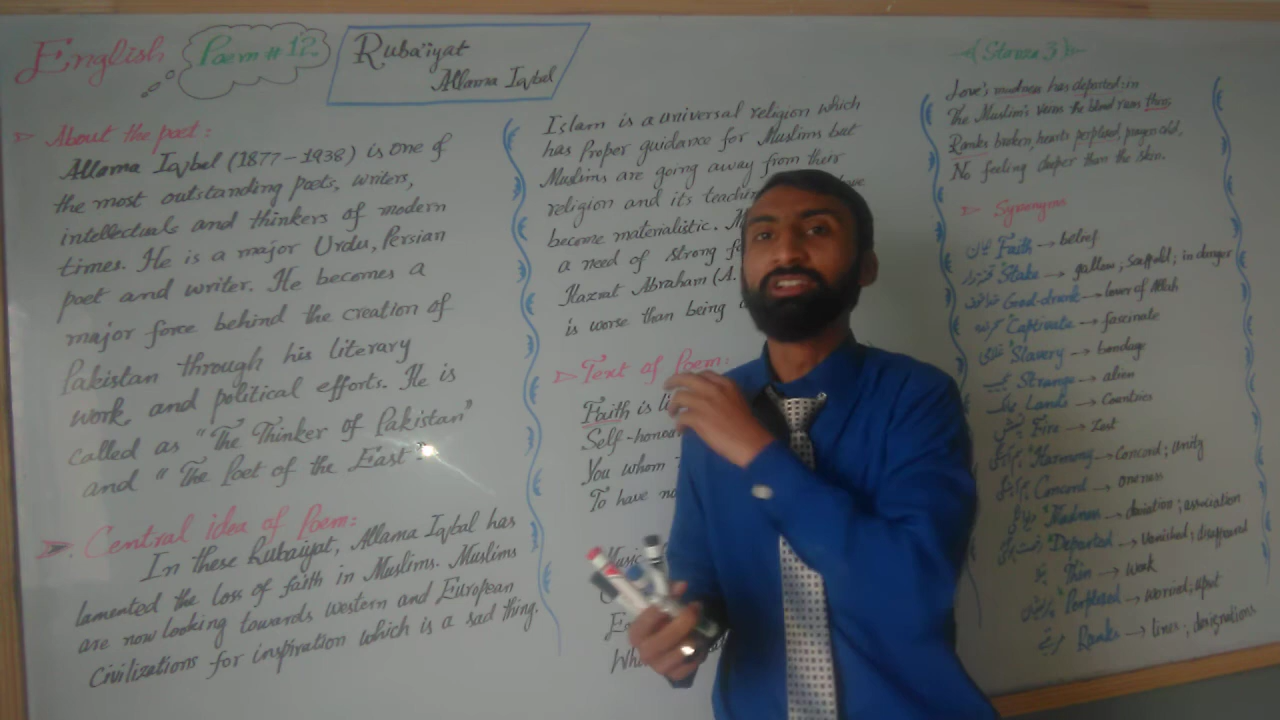 English
Poem # 12
Ruba'iyat
Allama Iqbal
About the poet:
Allama Iqbal (1877-1938) is one of
the most outstanding poets, writers,
intellectuals and thinkers of modern
times. He is a major Urdu, Persian
poet and writer. He becomes a
major force behind the creation of
Pakistan through his literary
work, and political efforts. He is
called as "The Thinker of Pakistan"
and "The Poet of the East"
Central idea of Poem:
In these Rubaiyat, Allama Iqbal has
lamented the loss of faith in Muslims. Muslims
are now looking towards western and European
civilizations for inspiration which is a sad thing.
Islam is a universal religion which
has proper guidance for Muslims but
Muslims are going away from their
religion and its
become materialistic.
a need of strong
Hazrat Abraham (A.
is worse than being
Text of Poem:
Faith is
Self-
You whom
To have
Stanza 3
Love's madness has departed: in
The Muslim's veins the blood runs thin;
Ranks broken, hearts perplexed, prayers cold,
No feeling deeper than the skin.
Synonyms
Faith → belief
Stake → gallow; scaffold; in danger
God-drunk → lover of Allah
Captivate → fascinate
Slavery → bondage
Strange → alien
Lands → Countries
Fire →
Harmony → Concord; Unity
Concord → oneness
Madness → deviation; association
Departed → vanished; disappeared
Thin → weak
Perplexed → worried, upset
Ranks → lines; designations